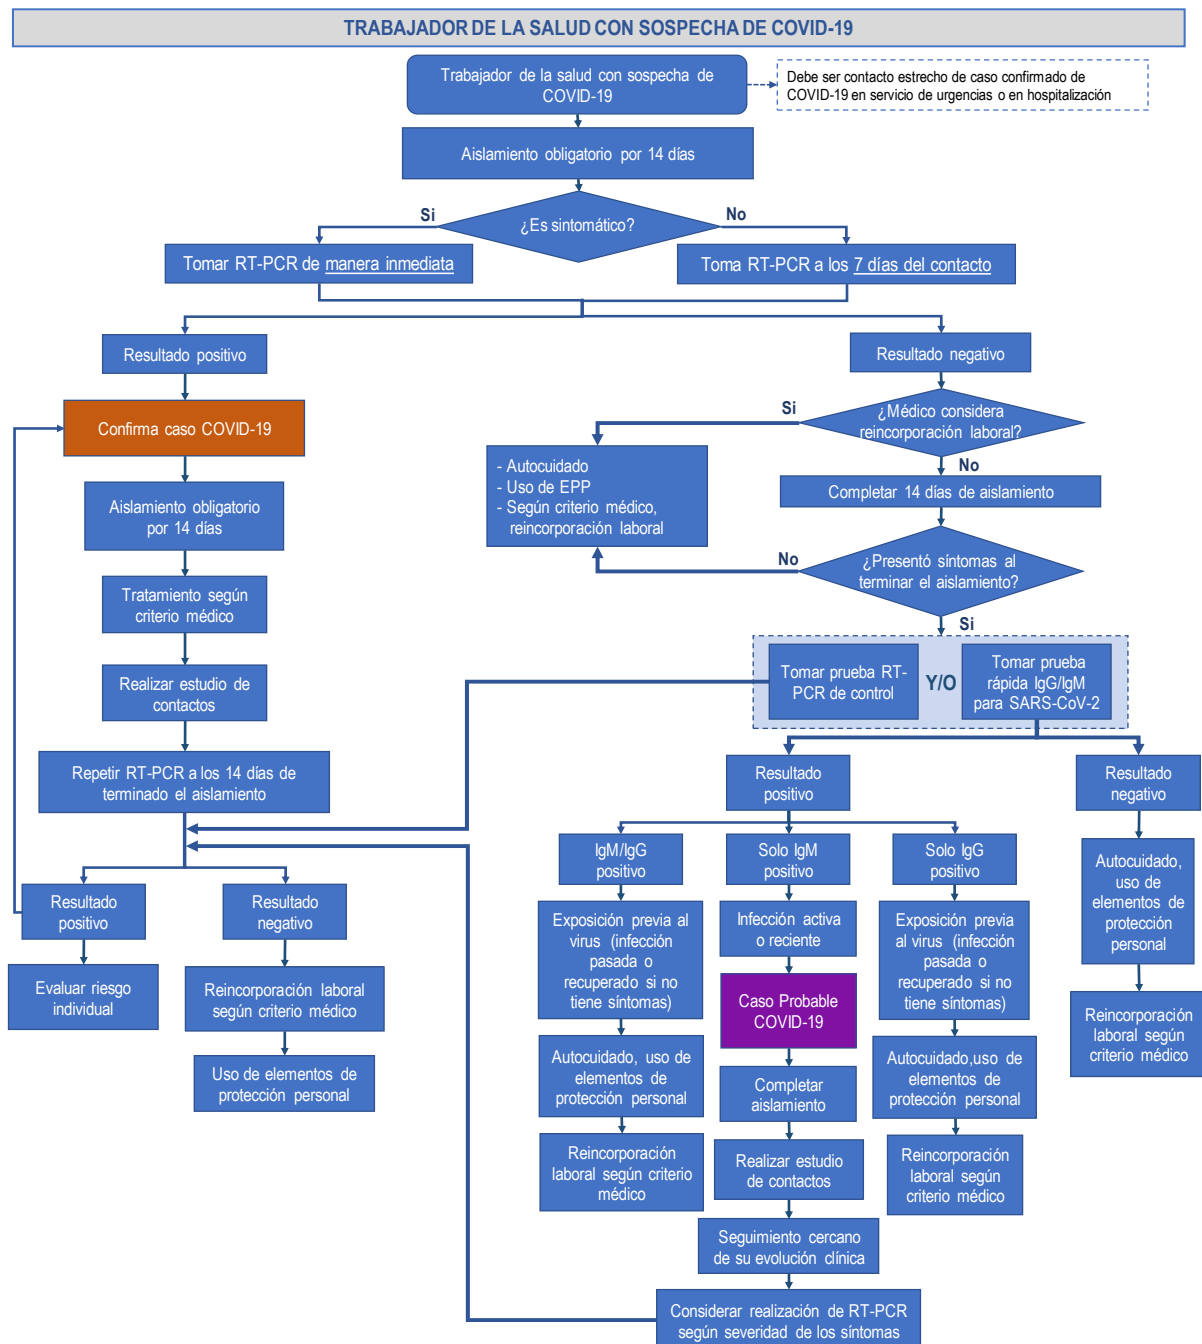 TRABAJADOR DE LA SALUD CON SOSPECHA DE COVID-19
Trabajador de la salud con sospecha de
COVID-19
Debe ser contacto estrecho de caso confirmado de
COVID-19 en servicio de urgencias o en hospitalización
Aislamiento obligatorio por 14 días
¿Es sintomático?
Si
No
Tomar RT-PCR de manera inmediata
Toma RT-PCR a los 7 días del contacto
Resultado positivo
Resultado negativo
Confirma caso COVID-19
¿Médico considera
reincorporación laboral?
Si
No
- Autocuidado
- Uso de EPP
- Según criterio médico,
reincorporación laboral
Completar 14 días de aislamiento
Aislamiento obligatorio
por 14 días
¿Presentó síntomas al
terminar el aislamiento?
No
Si
Tratamiento según
criterio médico
Realizar estudio de
contactos
Tomar prueba RT-
PCR de control
Y/O
Tomar prueba
rápida IgG/IgM
para SARS-CoV-2
Repetir RT-PCR a los 14 días de
terminado el aislamiento
Resultado
positivo
Resultado
negativo
IgM/IgG
positivo
Solo IgM
positivo
Solo IgG
positivo
Autocuidado,
uso de
elementos de
protección
personal
Resultado
positivo
Resultado
negativo
Exposición previa al
virus (infección
pasada o
recuperado si no
tiene síntomas)
Infección activa
o reciente
Exposición previa
al virus (infección
pasada o
recuperado si no
tiene síntomas)
Evaluar riesgo
individual
Reincorporación laboral
según criterio médico
Caso Probable
COVID-19
Reincorporación
laboral según
criterio médico
Uso de elementos de
protección personal
Autocuidado, uso de
elementos de
protección personal
Completar
aislamiento
Autocuidado,uso de
elementos de
protección personal
Reincorporación
laboral según criterio
médico
Realizar estudio
de contactos
Reincorporación
laboral según
criterio médico
Seguimiento cercano
de su evolución clínica
Considerar realización de RT-PCR
según severidad de los síntomas